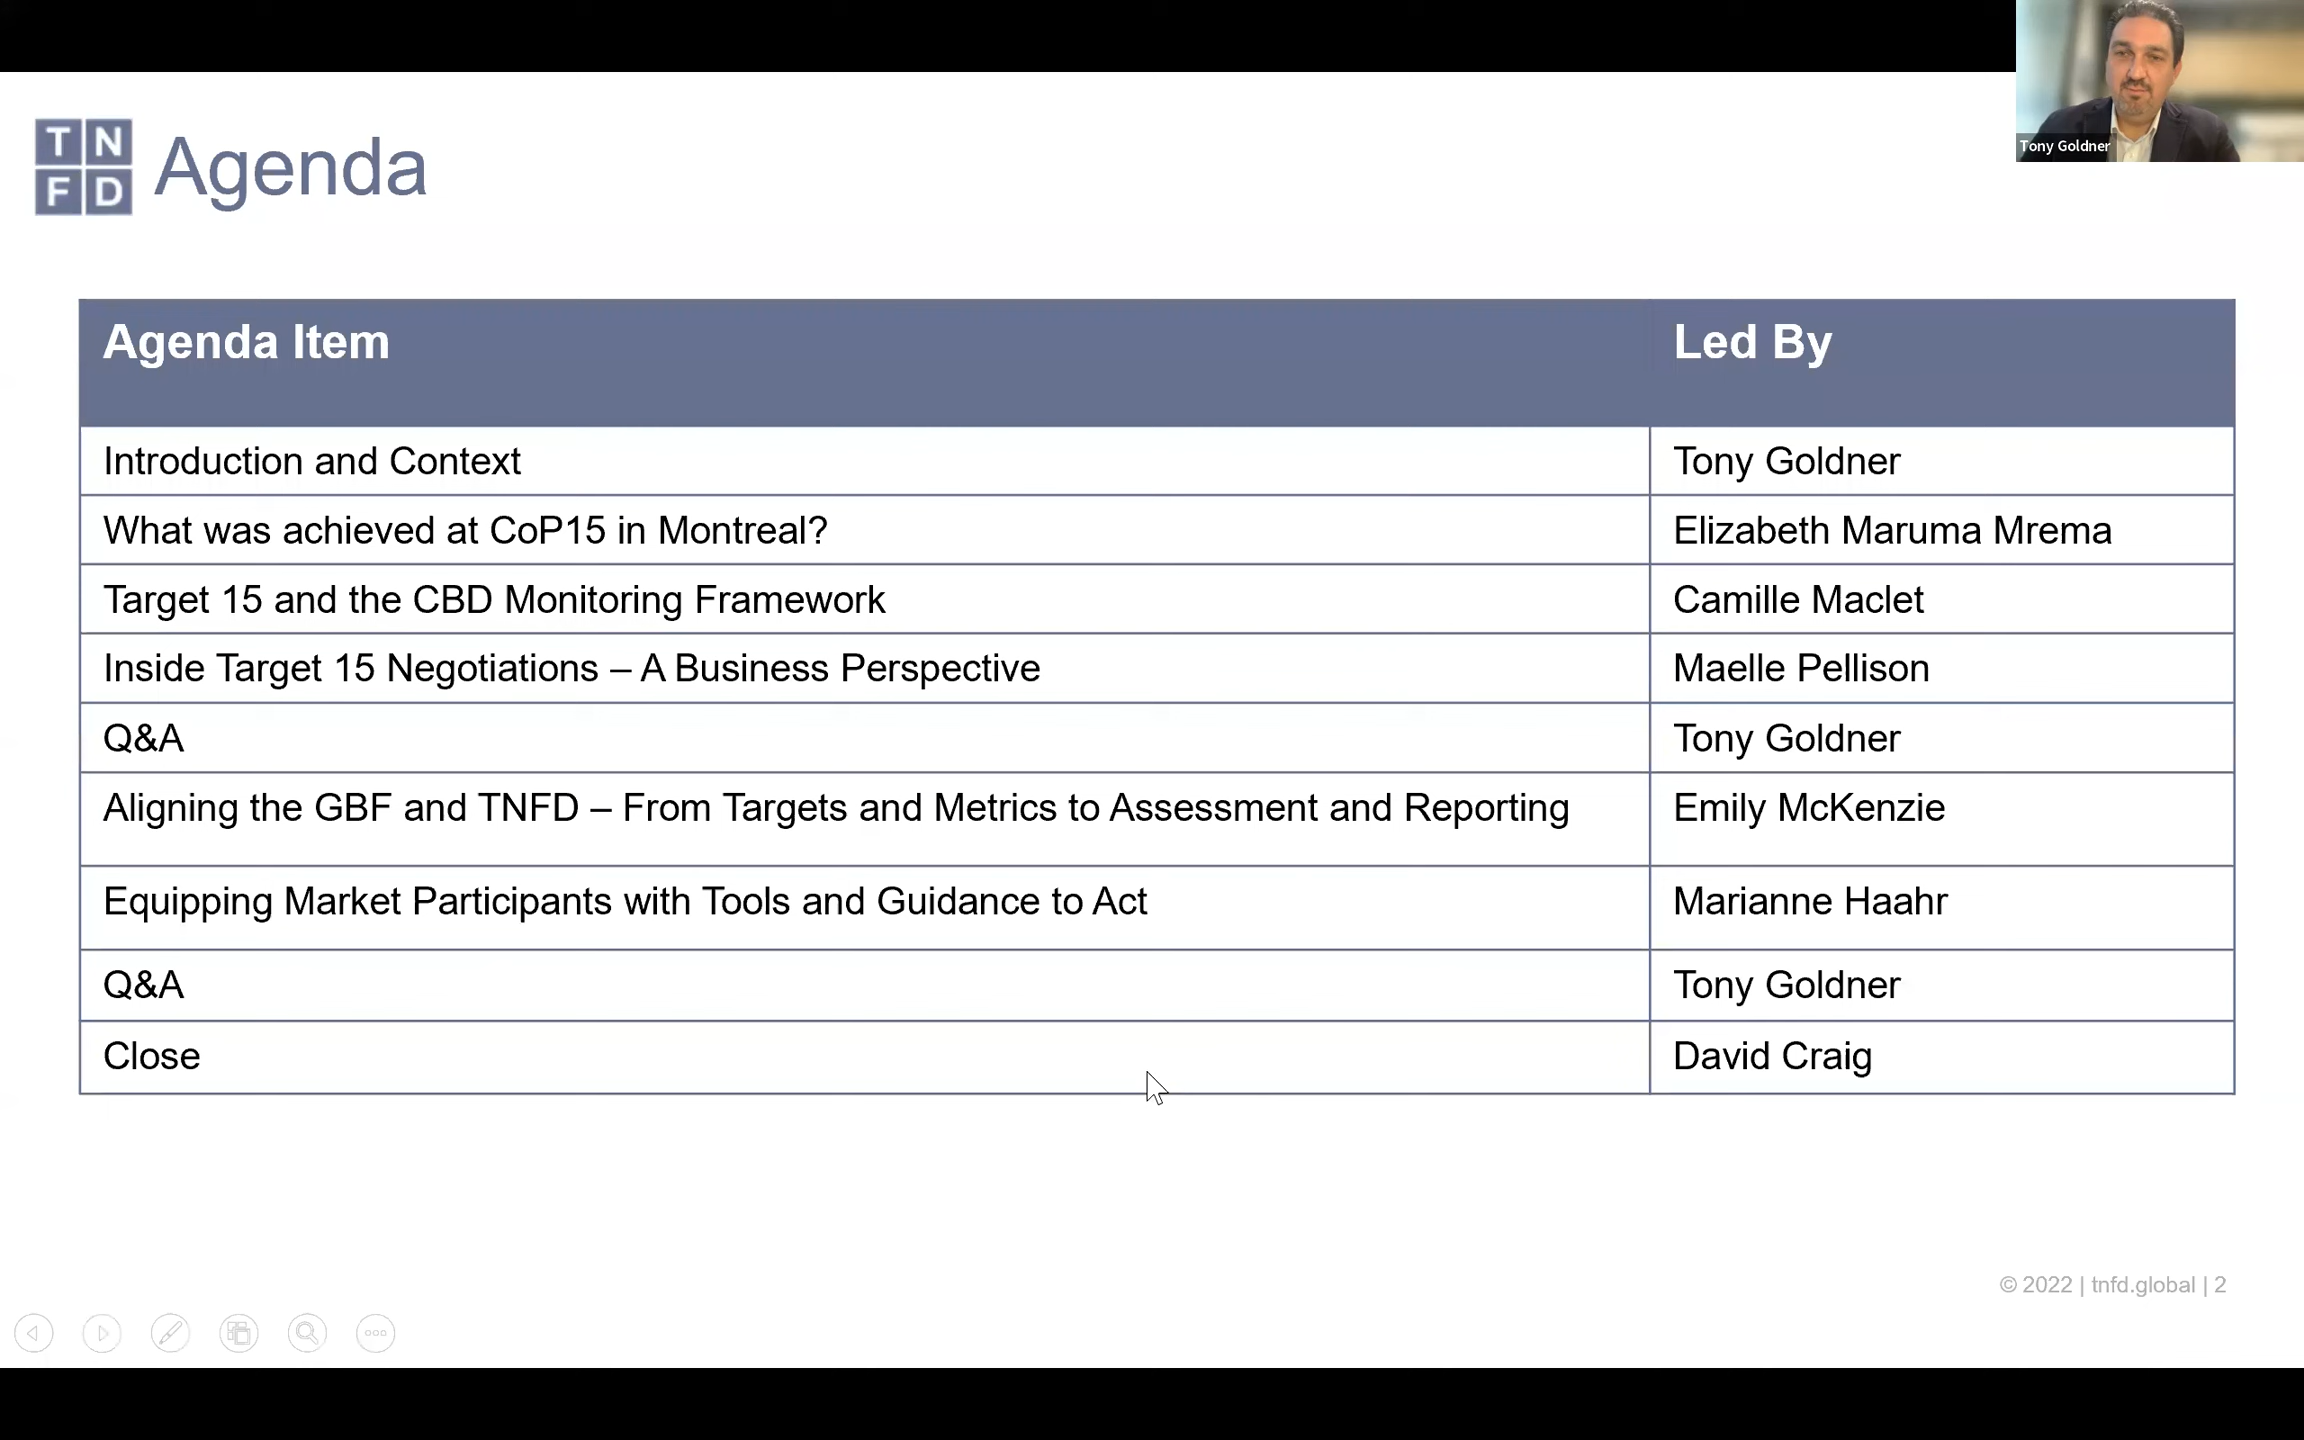 T N
F D
Agenda
Tony Goldner
Agenda Item Led By
Introduction and Context Tony Goldner
What was achieved at CoP15 in Montreal? Elizabeth Maruma Mrema
Target 15 and the CBD Monitoring Framework Camille Maclet
Inside Target 15 Negotiations – A Business Perspective Maelle Pellison
Q&A Tony Goldner
Aligning the GBF and TNFD – From Targets and Metrics to Assessment and Reporting Emily McKenzie
Equipping Market Participants with Tools and Guidance to Act Marianne Haahr
Q&A Tony Goldner
Close David Craig
© 2022 | tnfd.global | 2